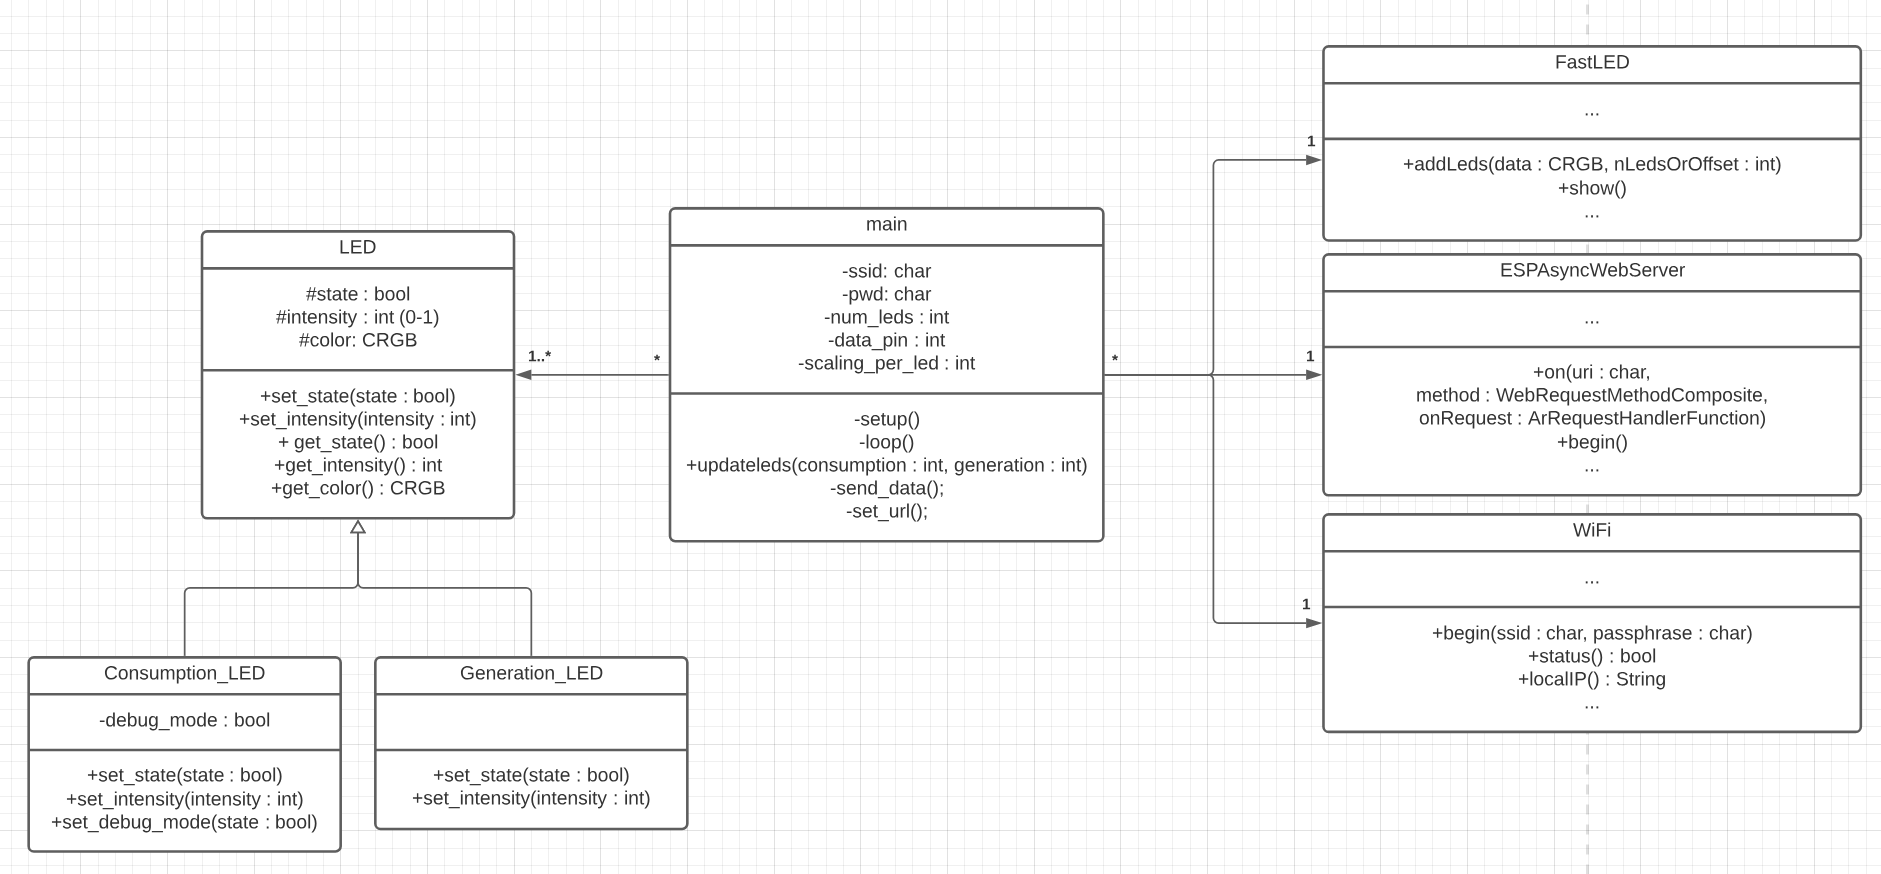 LED
#state : bool
#intensity : int (0-1)
#color: CRGB
+set_state(state : bool)
+set_intensity(intensity : int)
+ get_state() : bool
+get_intensity() : int
+get_color() : CRGB
1..*
*
main
-ssid: char
-pwd: char
-num_leds : int
-data_pin : int
-scaling_per_led : int
-setup()
-loop()
+updateleds(consumption : int, generation : int)
-send_data();
-set_url();
*
1
1
1
FastLED
...
+addLeds(data : CRGB, nLedsOrOffset : int)
+show()
...
ESPAsyncWebServer
...
+on(uri : char,
method : WebRequestMethodComposite,
onRequest : ArRequestHandlerFunction)
+begin()
...
WiFi
...
+begin(ssid : char, passphrase : char)
+status() : bool
+localIP() : String
...
Consumption_LED
-debug_mode : bool
+set_state(state : bool)
+set_intensity(intensity : int)
+set_debug_mode(state : bool)
Generation_LED
+set_state(state : bool)
+set_intensity(intensity : int)